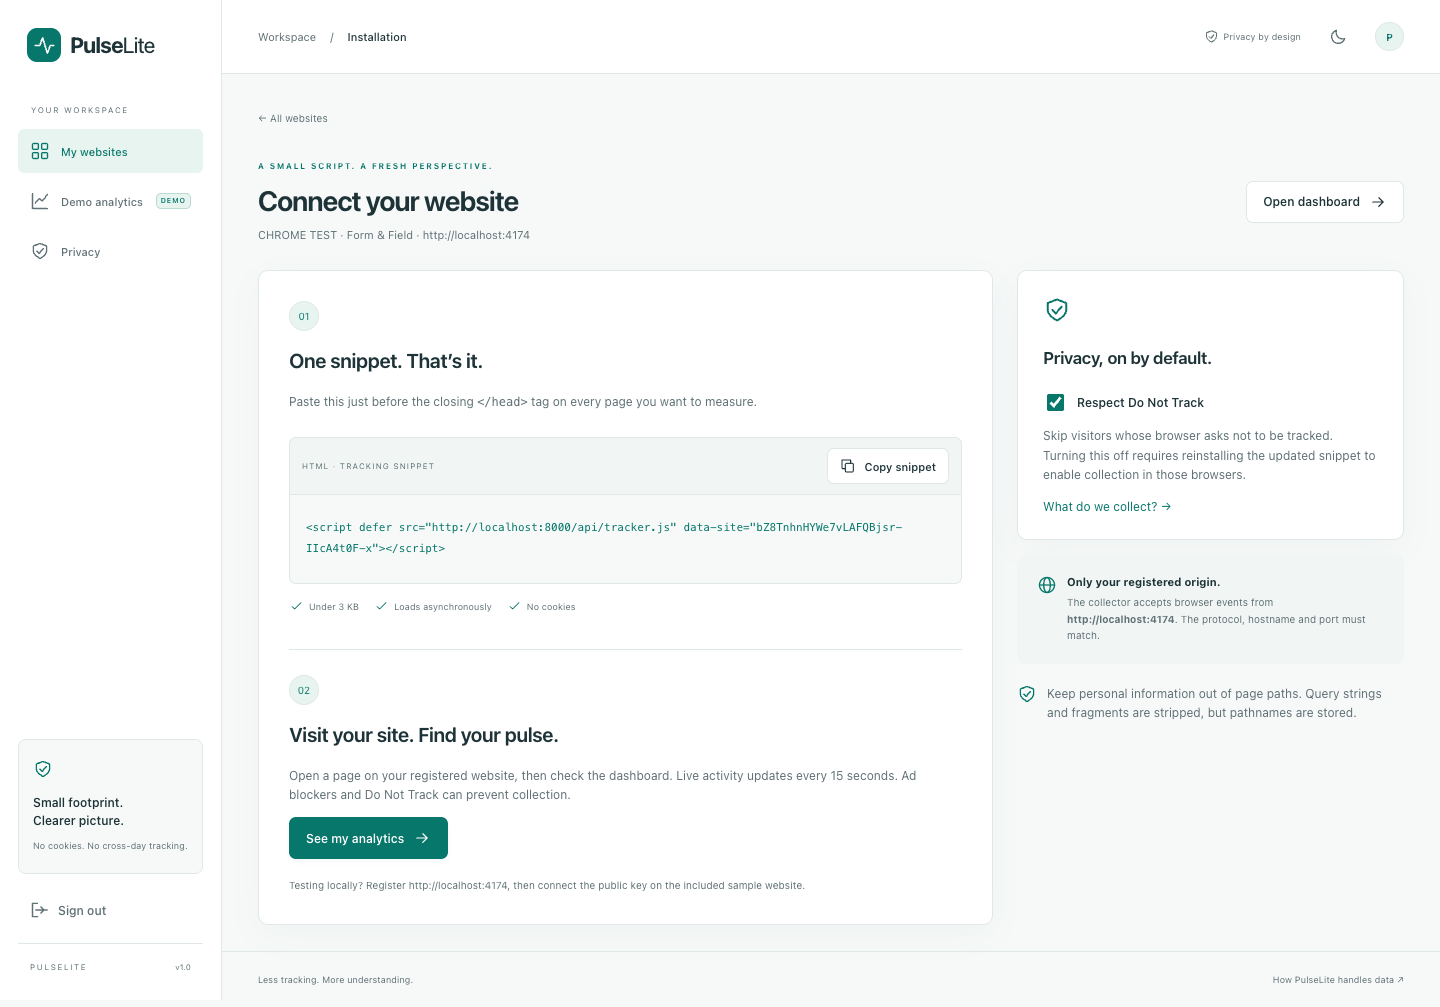 PulseLite
YOUR WORKSPACE
My websites
Demo analytics DEMO
Privacy
Small footprint.
Clearer picture.
No cookies. No cross-day tracking.
Sign out
PULSELITE v1.0
Workspace / Installation
Privacy by design
P
← All websites
A SMALL SCRIPT. A FRESH PERSPECTIVE.
Connect your website
CHROME TEST · Form & Field · http://localhost:4174
Open dashboard →
01
One snippet. That’s it.
Paste this just before the closing </head> tag on every page you want to measure.
HTML · TRACKING SNIPPET
Copy snippet
<script defer src="http://localhost:8000/api/tracker.js" data-site="bZ8TnhnHYWe7vLAFQBjsr-
IIcA4t0F-x"></script>
Under 3 KB
Loads asynchronously
No cookies
02
Visit your site. Find your pulse.
Open a page on your registered website, then check the dashboard. Live activity updates every 15 seconds. Ad
blockers and Do Not Track can prevent collection.
See my analytics →
Testing locally? Register http://localhost:4174, then connect the public key on the included sample website.
Privacy, on by default.
Respect Do Not Track
Skip visitors whose browser asks not to be tracked.
Turning this off requires reinstalling the updated snippet to
enable collection in those browsers.
What do we collect? →
Only your registered origin.
The collector accepts browser events from
http://localhost:4174. The protocol, hostname and port must
match.
Keep personal information out of page paths. Query strings
and fragments are stripped, but pathnames are stored.
Less tracking. More understanding.
How PulseLite handles data ↗